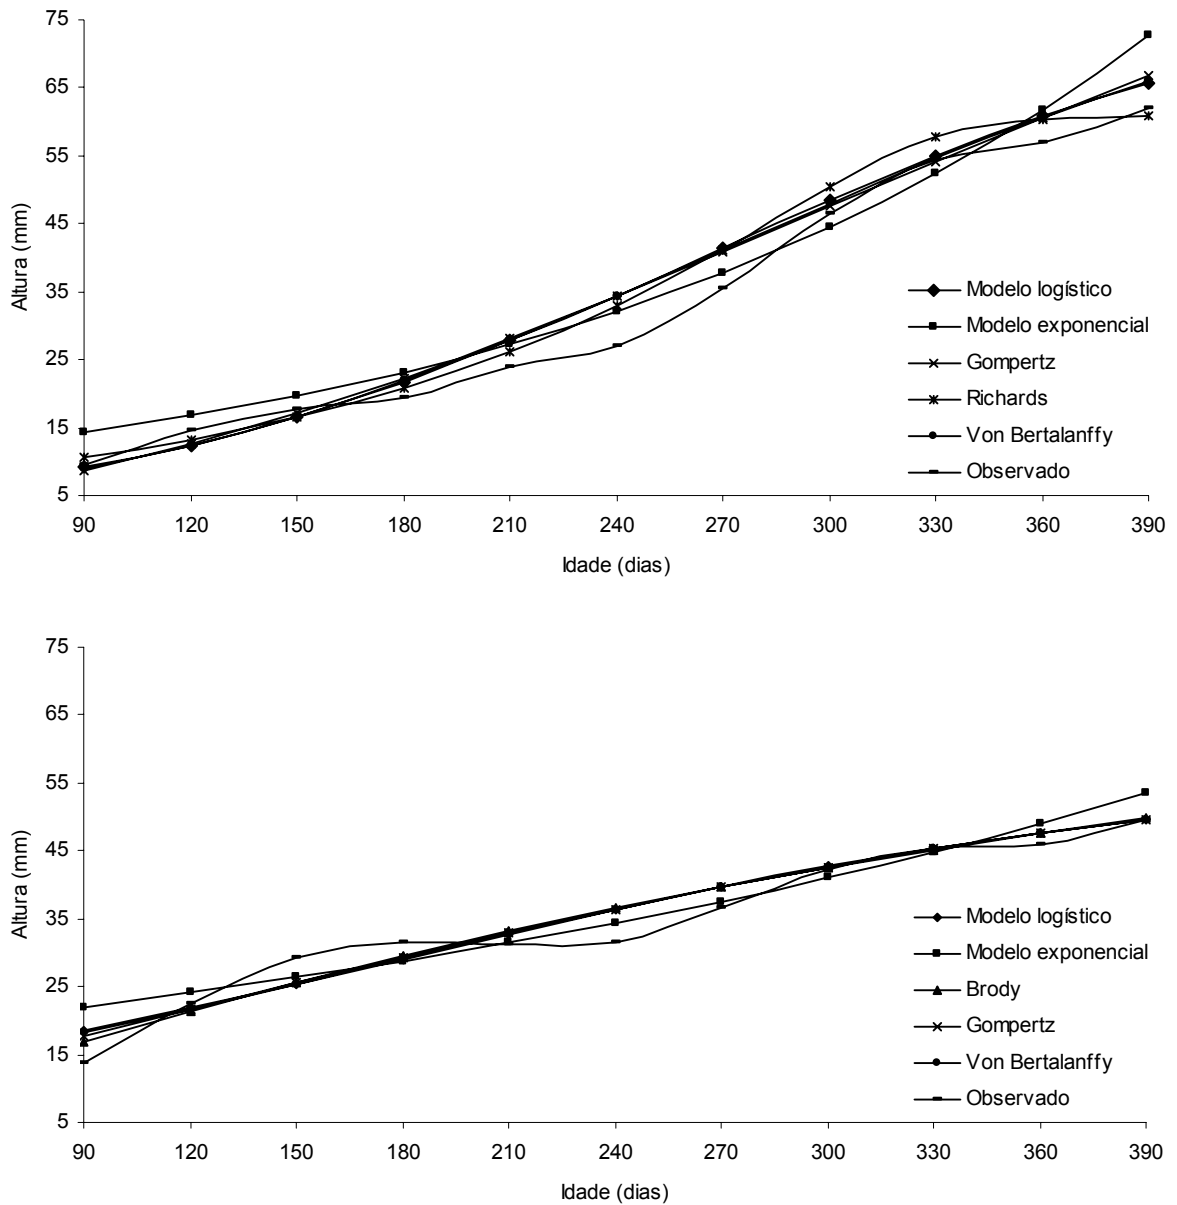 75
65
55
45
35
25
15
5
Altura (mm)
90 120 150 180 210 240 270 300 330 360 390
Idade (dias)
Modelo logístico
Modelo exponencial
Gompertz
Richards
Von Bertalanffy
Observado
75
65
55
45
35
25
15
5
Altura (mm)
90 120 150 180 210 240 270 300 330 360 390
Idade (dias)
Modelo logístico
Modelo exponencial
Brody
Gompertz
Von Bertalanffy
Observado